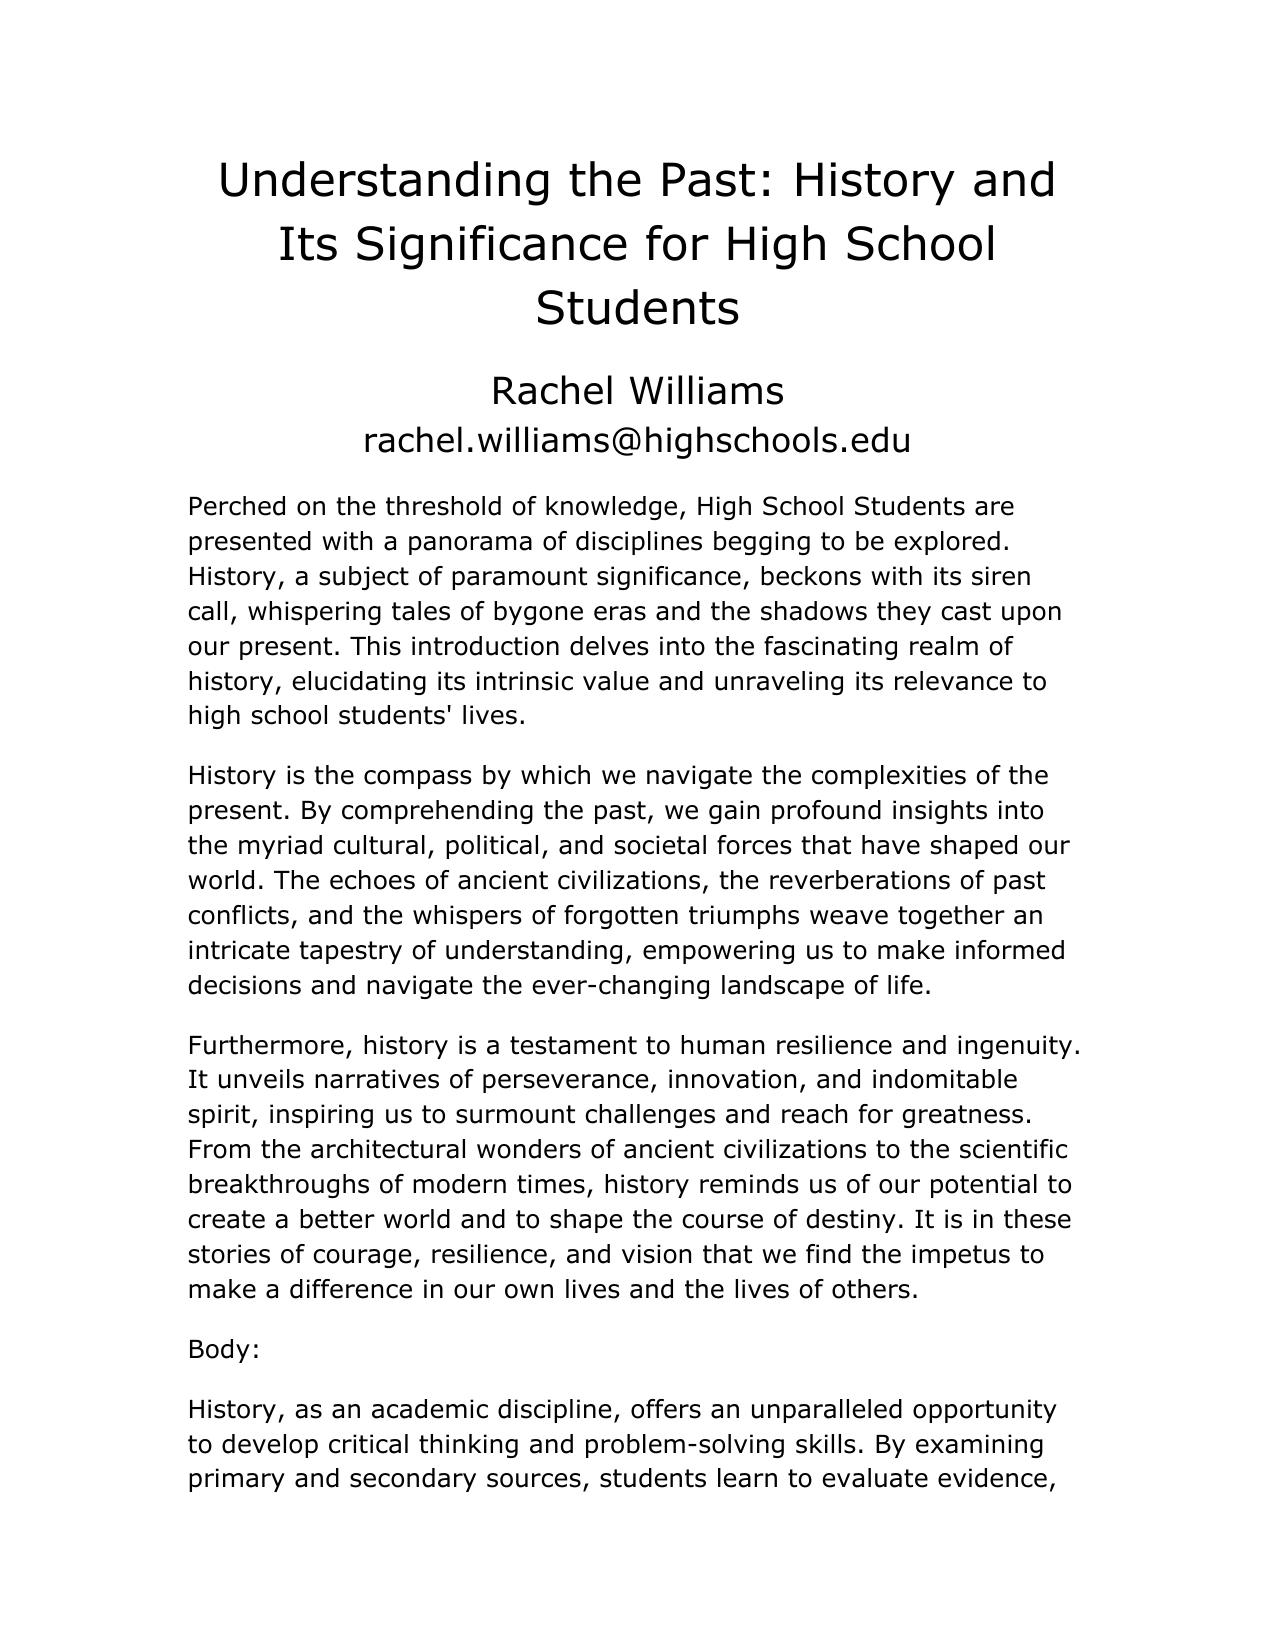 Understanding the Past: History and
Its Significance for High School
Students
Rachel Williams
rachel.williams@highschools.edu
Perched on the threshold of knowledge, High School Students are
presented with a panorama of disciplines begging to be explored.
History, a subject of paramount significance, beckons with its siren
call, whispering tales of bygone eras and the shadows they cast upon
our present. This introduction delves into the fascinating realm of
history, elucidating its intrinsic value and unraveling its relevance to
high school students' lives.
History is the compass by which we navigate the complexities of the
present. By comprehending the past, we gain profound insights into
the myriad cultural, political, and societal forces that have shaped our
world. The echoes of ancient civilizations, the reverberations of past
conflicts, and the whispers of forgotten triumphs weave together an
intricate tapestry of understanding, empowering us to make informed
decisions and navigate the ever-changing landscape of life.
Furthermore, history is a testament to human resilience and ingenuity.
It unveils narratives of perseverance, innovation, and indomitable
spirit, inspiring us to surmount challenges and reach for greatness.
From the architectural wonders of ancient civilizations to the scientific
breakthroughs of modern times, history reminds us of our potential to
create a better world and to shape the course of destiny. It is in these
stories of courage, resilience, and vision that we find the impetus to
make a difference in our own lives and the lives of others.
Body:
History, as an academic discipline, offers an unparalleled opportunity
to develop critical thinking and problem-solving skills. By examining
primary and secondary sources, students learn to evaluate evidence,